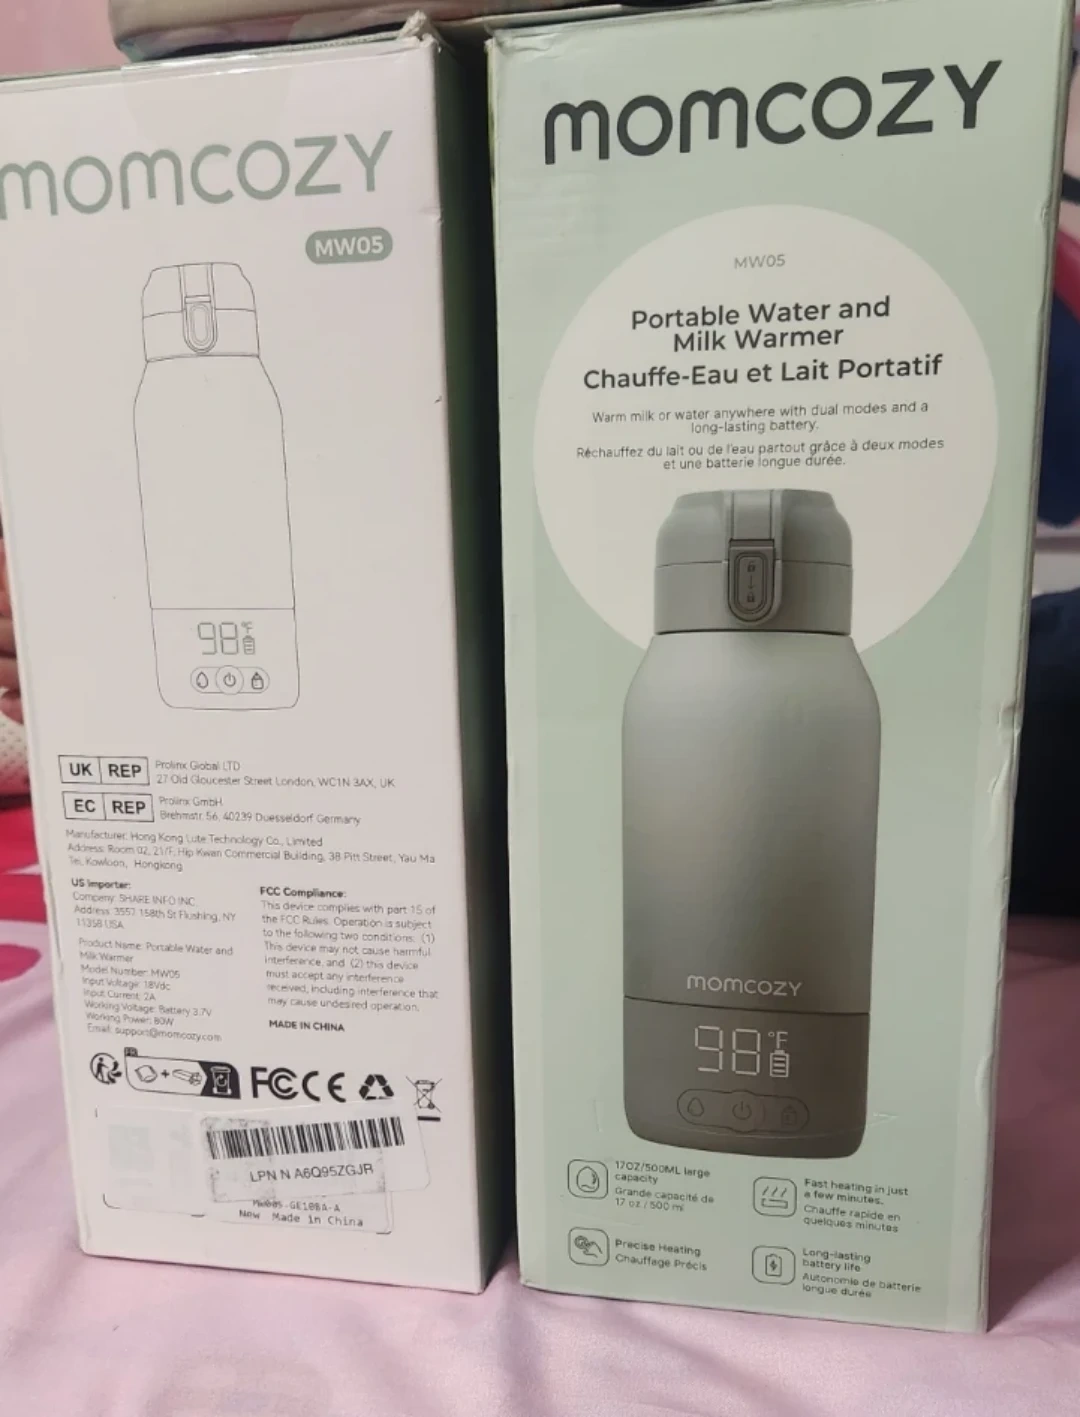 momcozy
MW05
98°F
UK REP
Prolinx Global LTD
27 Old Gloucester Street London, WC1N 3AX, UK
EC REP
Prolinx GmbH
Brehmstr. 56, 40239 Duesseldorf Germany
Manufacturer: Hong Kong Lute Technology Co., Limited
Address: Room 02, 21/F, Hip Kwan Commercial Building, 38 Pitt Street, Yau Ma
Tei, Kowloon, Hongkong
US Importer:
Company: SHARE INFO INC.
Address: 3557 158th St Flushing, NY
11358 USA
Product Name: Portable Water and
Milk Warmer
Model Number: MW05
Input Voltage: 18Vdc
Input Current: 2A
Working Voltage: Battery 3.7V
Working Power: 80W
Email: support@momcozy.com
FCC Compliance:
This device complies with part 15 of
the FCC Rules. Operation is subject
to the following two conditions: (1)
This device may not cause harmful
interference, and (2) this device
must accept any interference
received, including interference that
may cause undesired operation.
MADE IN CHINA
FR
FC CE
LPN N A6Q95ZGJR
New Made in China
momcozy
MW05
Portable Water and
Milk Warmer
Chauffe-Eau et Lait Portatif
Warm milk or water anywhere with dual modes and a
long-lasting battery.
Réchauffez du lait ou de l'eau partout grâce à deux modes
et une batterie longue durée.
momcozy
98°F
17OZ/500ML large
capacity
Grande capacité de
17 oz / 500 ml
Fast heating in just
a few minutes.
Chauffe rapide en
quelques minutes
Precise Heating
Chauffage Précis
Long-lasting
battery life
Autonomie de batterie
longue durée